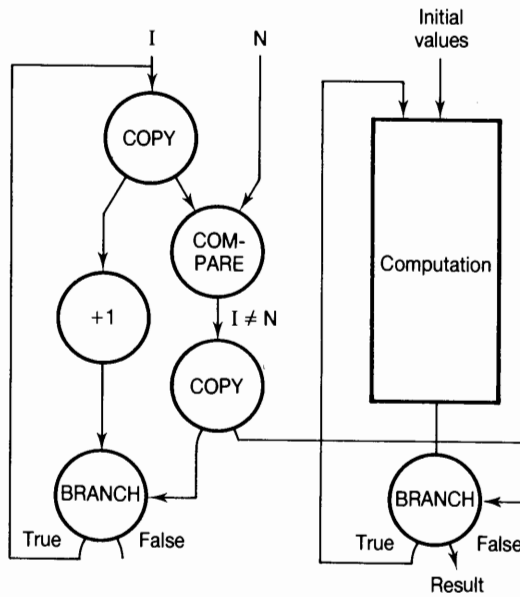 I
N
Initial
values
COPY
COM-
PARE
Computation
+1
I ≠ N
COPY
BRANCH
True
False
BRANCH
True
False
Result